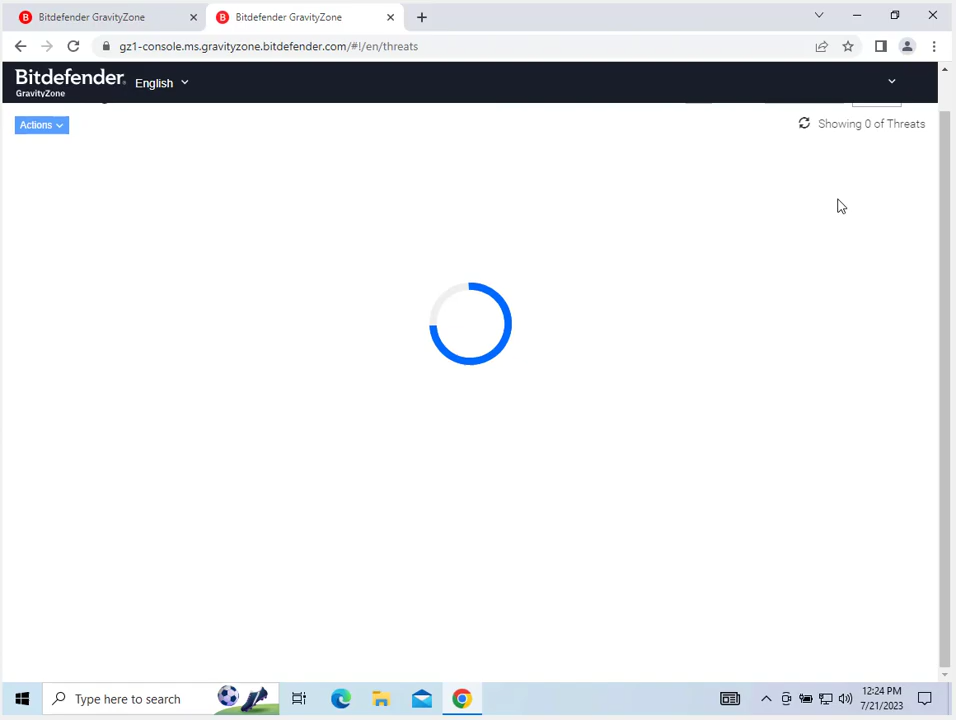 Bitdefender GravityZone
Bitdefender GravityZone
gz1-console.ms.gravityzone.bitdefender.com/#!/en/threats
Bitdefender
GravityZone
English
Actions
Showing 0 of Threats
Type here to search
12:24 PM
7/21/2023